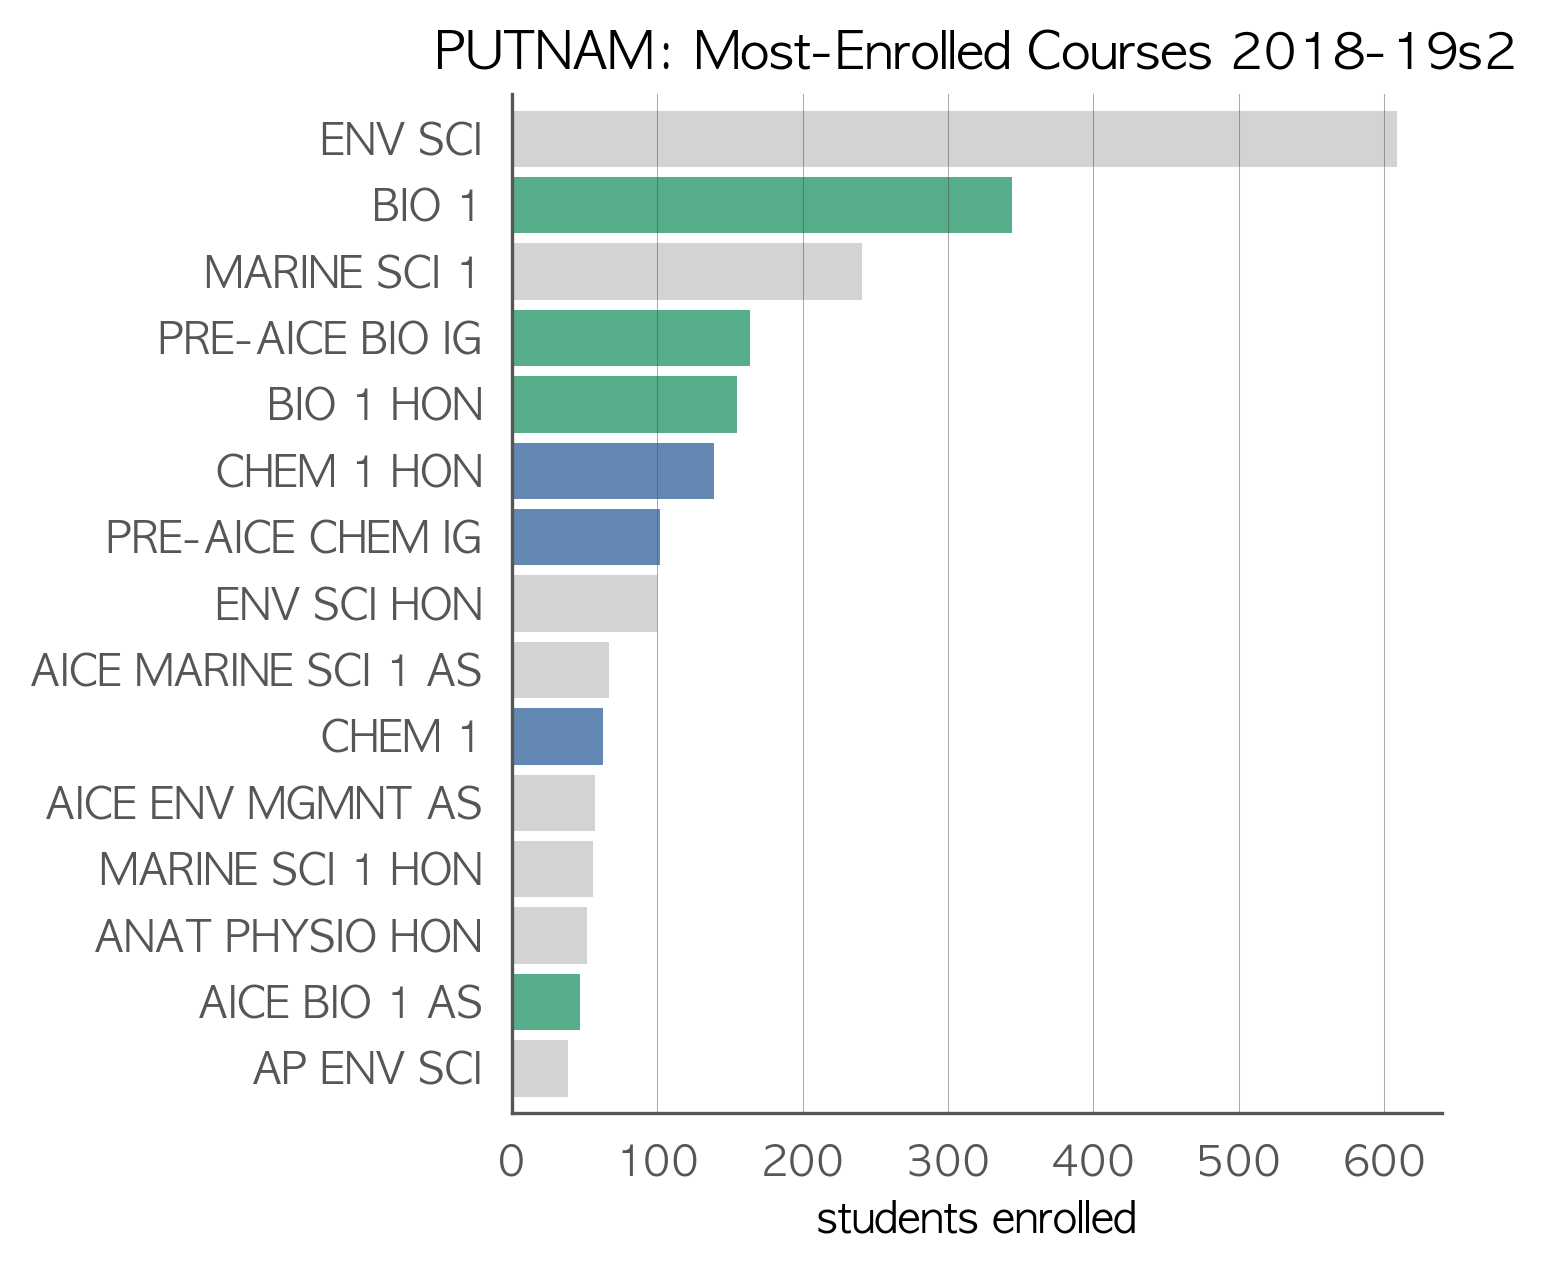 PUTNAM: Most-Enrolled Courses 2018-19s2
ENV SCI
BIO 1
MARINE SCI 1
PRE-AICE BIO IG
BIO 1 HON
CHEM 1 HON
PRE-AICE CHEM IG
ENV SCI HON
AICE MARINE SCI 1 AS
CHEM 1
AICE ENV MGMNT AS
MARINE SCI 1 HON
ANAT PHYSIO HON
AICE BIO 1 AS
AP ENV SCI
0 100 200 300 400 500 600
students enrolled